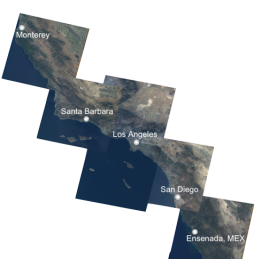 Monterey
Santa Barbara
Los Angeles
San Diego
Ensenada, MEX